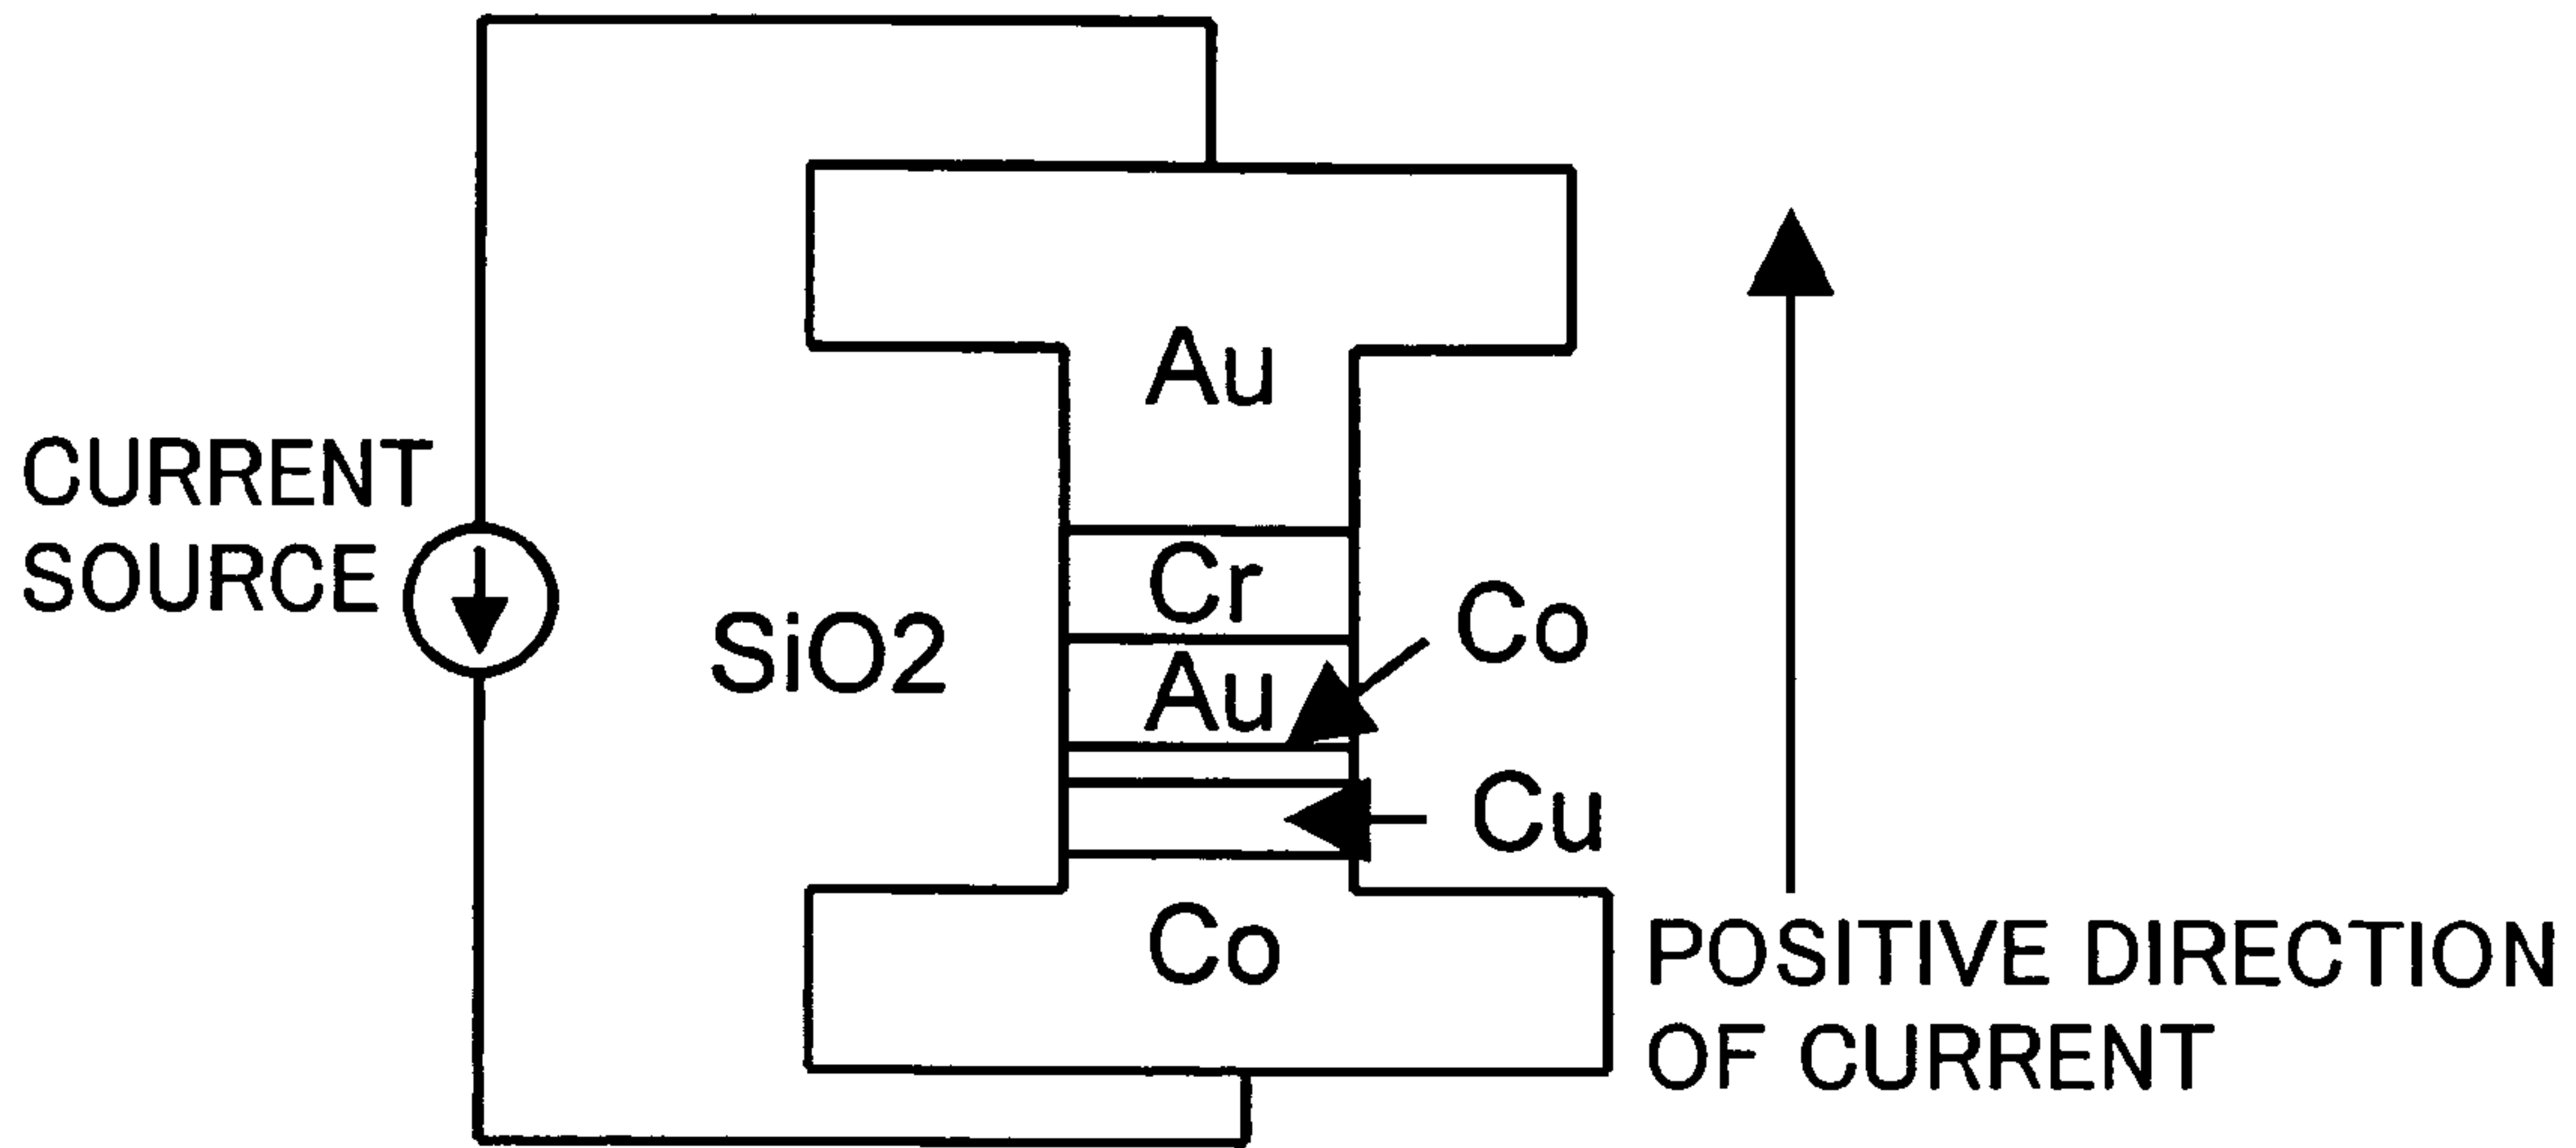 Au
CURRENT
SOURCE
Cr
Co
SiO2
Au
Cu
Co
POSITIVE DIRECTION
OF CURRENT